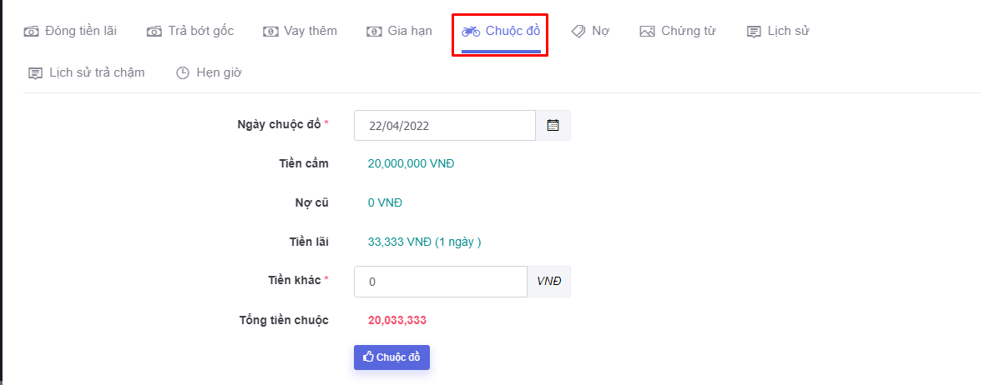 Đóng tiền lãi Trả bớt gốc Vay thêm Gia hạn Chuộc đồ Nợ Chứng từ Lịch sử
Lịch sử trả chậm Hẹn giờ
Ngày chuộc đồ * 22/04/2022
Tiền cầm 20,000,000 VNĐ
Nợ cũ 0 VNĐ
Tiền lãi 33,333 VNĐ (1 ngày )
Tiền khác * 0 VNĐ
Tổng tiền chuộc 20,033,333
Chuộc đồ